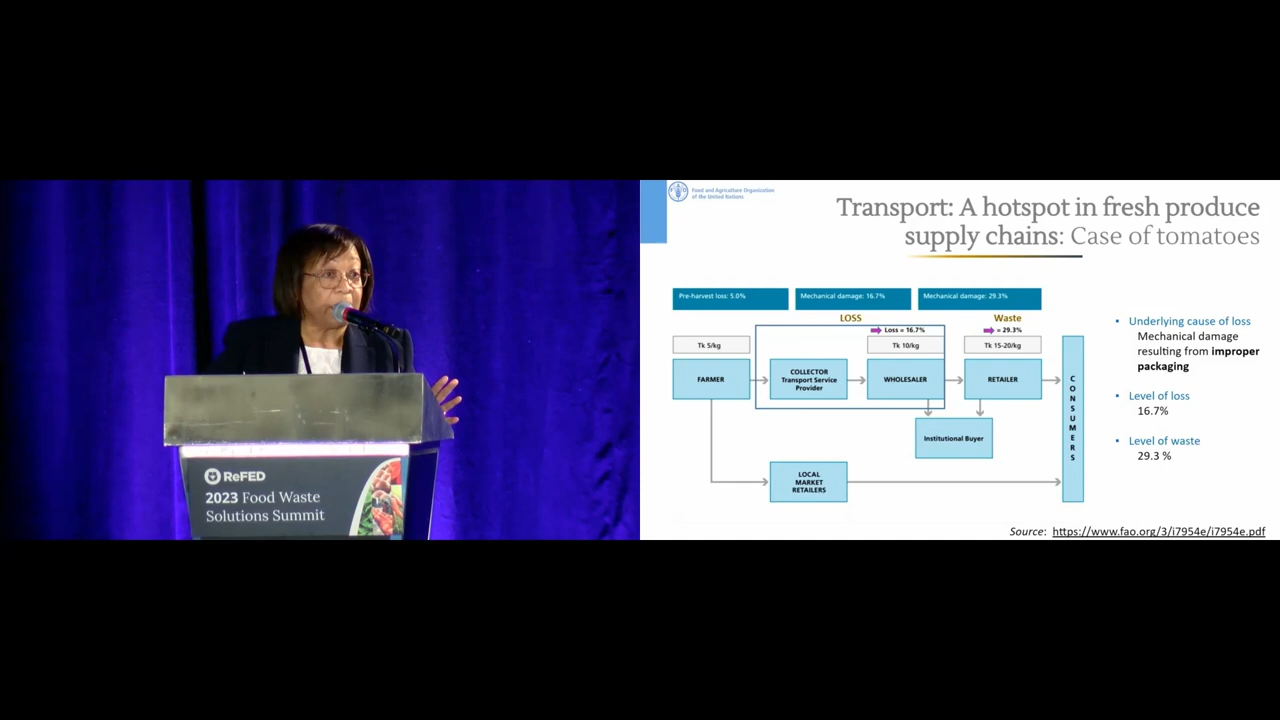 ReFED
2023 Food Waste
Solutions Summit
Food and Agriculture Organization
of the United Nations
Transport: A hotspot in fresh produce
supply chains: Case of tomatoes
Pre-harvest loss: 5.0%
Mechanical damage: 16.7%
Mechanical damage: 29.3%
LOSS
Waste
Loss = 16.7%
= 29.3%
Tk 5/kg
Tk 10/kg
Tk 15-20/kg
FARMER
COLLECTOR
Transport Service
Provider
WHOLESALER
RETAILER
CONSUMERS
Institutional Buyer
LOCAL
MARKET
RETAILERS
• Underlying cause of loss
Mechanical damage
resulting from improper
packaging
• Level of loss
16.7%
• Level of waste
29.3 %
Source: https://www.fao.org/3/i7954e/i7954e.pdf